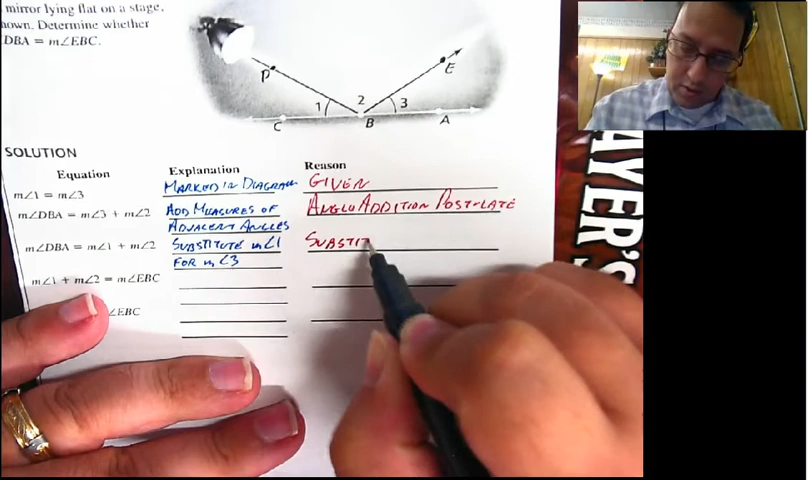 mirror lying flat on a stage,
nown. Determine whether
DBA = m∠EBC.
P
E
1
2
3
C
B
A
SOLUTION
Equation Explanation Reason
m∠1 = m∠3 MARKED IN DIAGRAM GIVEN
m∠DBA = m∠3 + m∠2 ADD MEASURES OF ANGLE ADDITION POSTULATE
ADJACENT ANGLES
m∠DBA = m∠1 + m∠2 SUBSTITUTE m∠1 SUBSTIT
FOR m∠3
m∠1 + m∠2 = m∠EBC
∠EBC
AYER'S